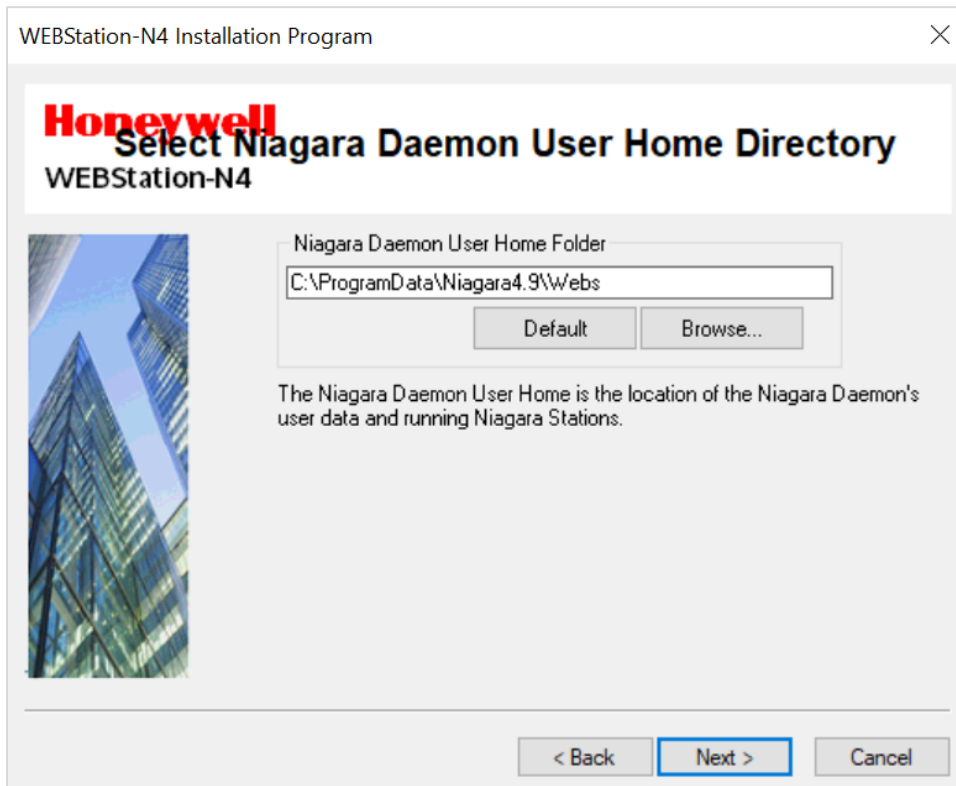 WEBStation-N4 Installation Program
Honeywell
Select Niagara Daemon User Home Directory
WEBStation-N4
Niagara Daemon User Home Folder
C:\ProgramData\Niagara4.9\\Webs
Default
Browse...
The Niagara Daemon User Home is the location of the Niagara Daemon's
user data and running Niagara Stations.
< Back
Next >
Cancel